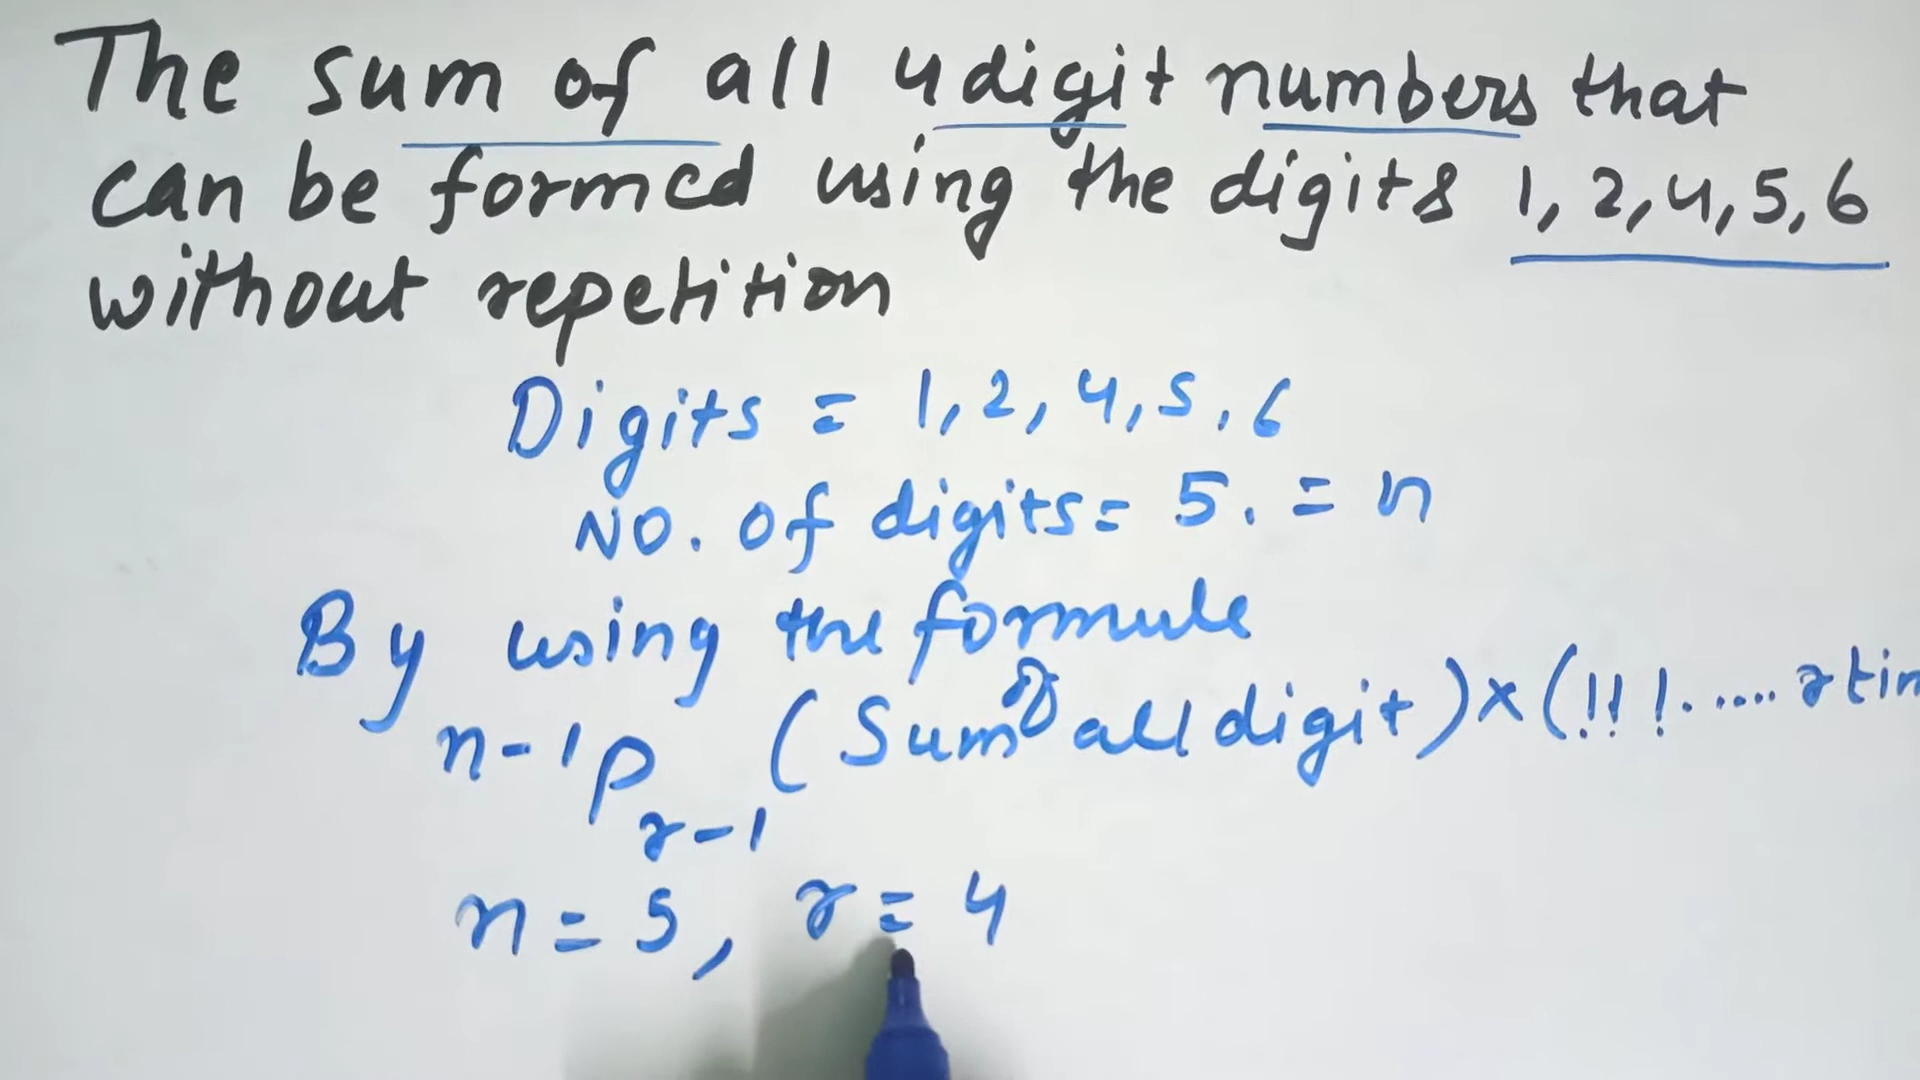 The sum of all 4 digit numbers that
can be formed using the digits 1, 2, 4, 5, 6
without repetition
Digits = 1, 2, 4, 5, 6
NO. of digits = 5. = n
By using the formule
n-1 P r-1 (Sum of all digit) x (111..... r tim
n = 5, r = 4